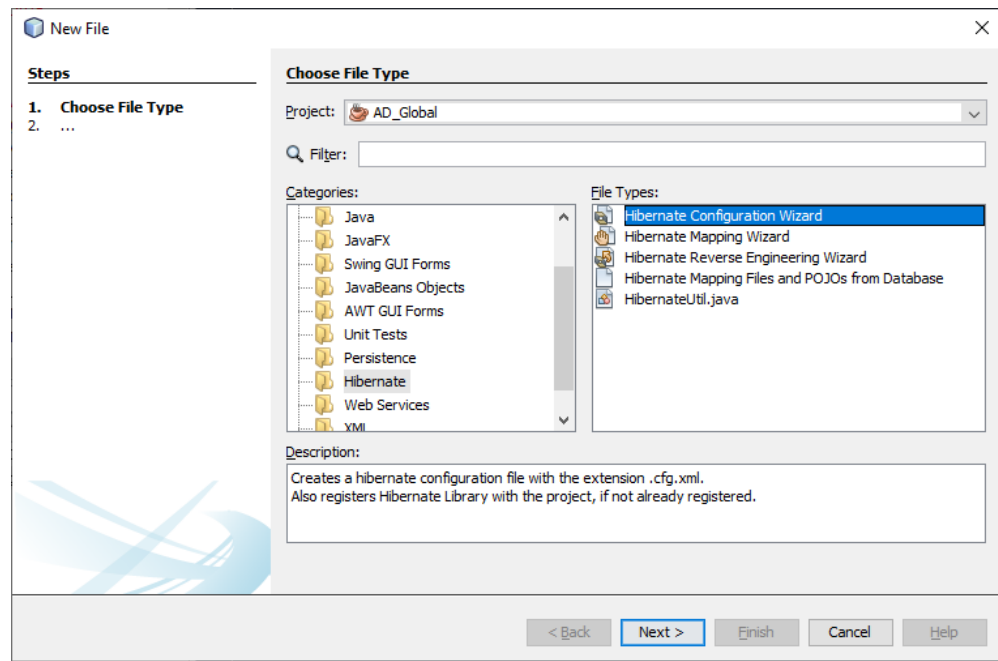 New File
Steps
1. Choose File Type
2. ...
Choose File Type
Project: AD_Global
Filter:
Categories:
Java
JavaFX
Swing GUI Forms
JavaBeans Objects
AWT GUI Forms
Unit Tests
Persistence
Hibernate
Web Services
XML
File Types:
Hibernate Configuration Wizard
Hibernate Mapping Wizard
Hibernate Reverse Engineering Wizard
Hibernate Mapping Files and POJOs from Database
HibernateUtil.java
Description:
Creates a hibernate configuration file with the extension .cfg.xml.
Also registers Hibernate Library with the project, if not already registered.
< Back Next > Finish Cancel Help